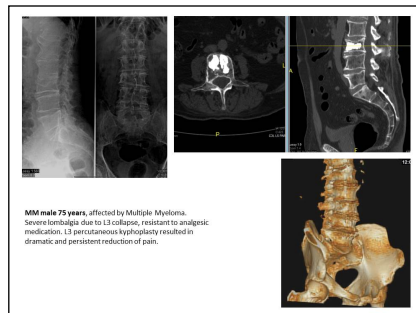 L
A
P
MM male 75 years, affected by Multiple Myeloma.
Severe lombalgia due to L3 collapse, resistant to analgesic
medication. L3 percutaneous kyphoplasty resulted in
dramatic and persistent reduction of pain.